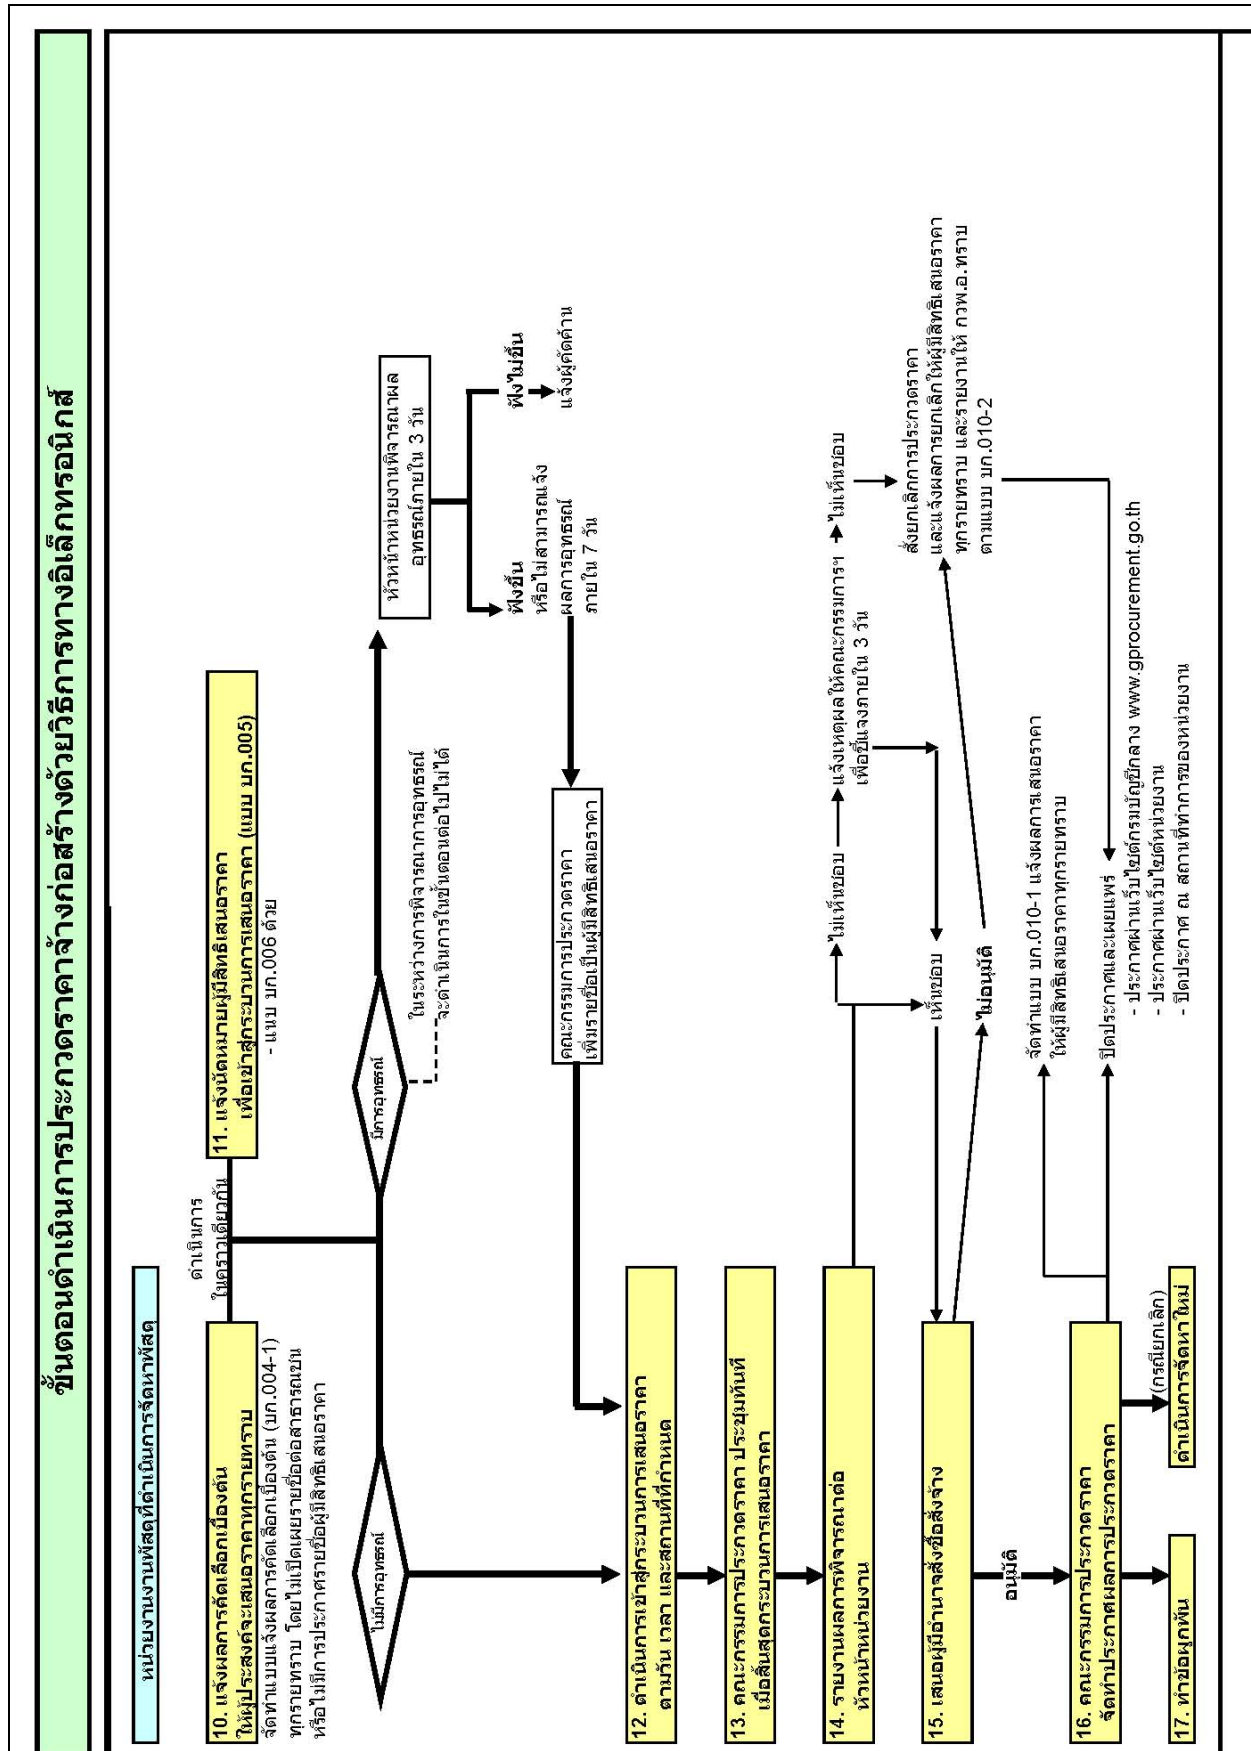 ขั้นตอนดำเนินการประกวดราคาจ้างก่อสร้างด้วยวิธีการทางอิเล็กทรอนิกส์
หน่วยงานพัสดุที่ดำเนินการจัดหาพัสดุ
10. แจ้งผลการคัดเลือกเบื้องต้น
ให้ผู้ประสงค์จะเสนอราคาทุกรายทราบ
จัดทำแบบแจ้งผลการคัดเลือกเบื้องต้น (บก.004-1)
ทุกรายทราบ โดยไม่เปิดเผยรายชื่อต่อสาธารณชน
หรือไม่มีการประกาศรายชื่อผู้มีสิทธิเสนอราคา
ดำเนินการ
ในคราวเดียวกัน
11. แจ้งนัดหมายผู้มีสิทธิเสนอราคา
เพื่อเข้าสู่กระบวนการเสนอราคา (แบบ บก.005)
- แนบ บก.006 ด้วย
ไม่มีการอุทธรณ์
มีการอุทธรณ์
ในระหว่างการพิจารณาการอุทธรณ์
จะดำเนินการในขั้นตอนต่อไปไม่ได้
หัวหน้าหน่วยงานพิจารณาผล
อุทธรณ์ภายใน 3 วัน
ฟังขึ้น
หรือไม่สามารถแจ้ง
ผลการอุทธรณ์
ภายใน 7 วัน
ฟังไม่ขึ้น
แจ้งผู้คัดค้าน
คณะกรรมการประกวดราคา
เพิ่มรายชื่อเป็นผู้มีสิทธิเสนอราคา
12. ดำเนินการเข้าสู่กระบวนการเสนอราคา
ตามวัน เวลา และสถานที่ที่กำหนด
13. คณะกรรมการประกวดราคา ประชุมทันที
เมื่อสิ้นสุดกระบวนการเสนอราคา
14. รายงานผลการพิจารณาต่อ
หัวหน้าหน่วยงาน
ไม่เห็นชอบ
แจ้งเหตุผลให้คณะกรรมการฯ
เพื่อชี้แจงภายใน 3 วัน
ไม่เห็นชอบ
เห็นชอบ
สั่งยกเลิกการประกวดราคา
และแจ้งผลการยกเลิกให้ผู้มีสิทธิเสนอราคา
ทุกรายทราบ และรายงานให้ กวพ.อ.ทราบ
ตามแบบ บก.010-2
15. เสนอผู้มีอำนาจสั่งซื้อสั่งจ้าง
ไม่อนุมัติ
อนุมัติ
จัดทำแบบ บก.010-1 แจ้งผลการเสนอราคา
ให้ผู้มีสิทธิเสนอราคาทุกรายทราบ
16. คณะกรรมการประกวดราคา
จัดทำประกาศผลการประกวดราคา
ปิดประกาศและเผยแพร่
- ประกาศผ่านเว็บไซต์กรมบัญชีกลาง www.gprocurement.go.th
- ประกาศผ่านเว็บไซต์หน่วยงาน
- ปิดประกาศ ณ สถานที่ทำการของหน่วยงาน
(กรณียกเลิก)
17. ทำข้อผูกพัน
ดำเนินการจัดหาใหม่